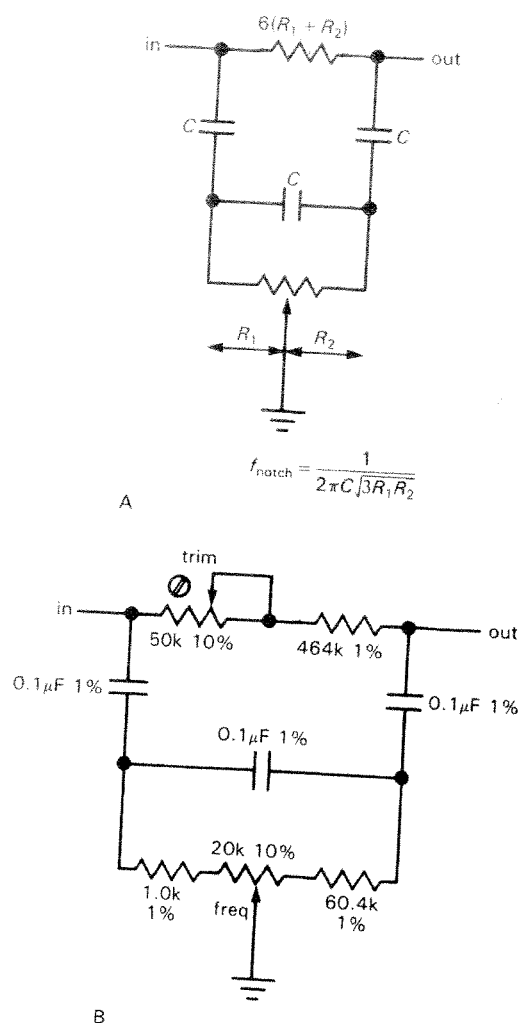 6(R₁ + R₂)
in
out
C
C
C
R₁
R₂
f_notch = 1 / 2πC√3R₁R₂
A
trim
in
50k 10%
464k 1%
out
0.1μF 1%
0.1μF 1%
0.1μF 1%
20k 10%
1.0k
1%
freq
60.4k
1%
B